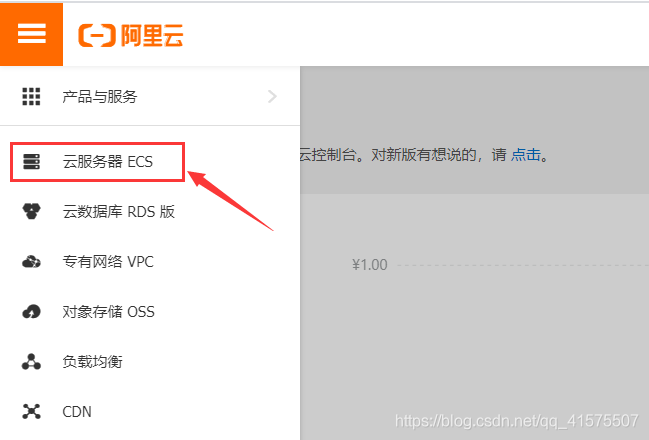 阿里云
产品与服务
云服务器 ECS
云控制台。对新版有想说的，请 点击。
云数据库 RDS 版
专有网络 VPC
¥1.00
对象存储 OSS
负载均衡
CDN
https://blog.csdn.net/qq_41575507